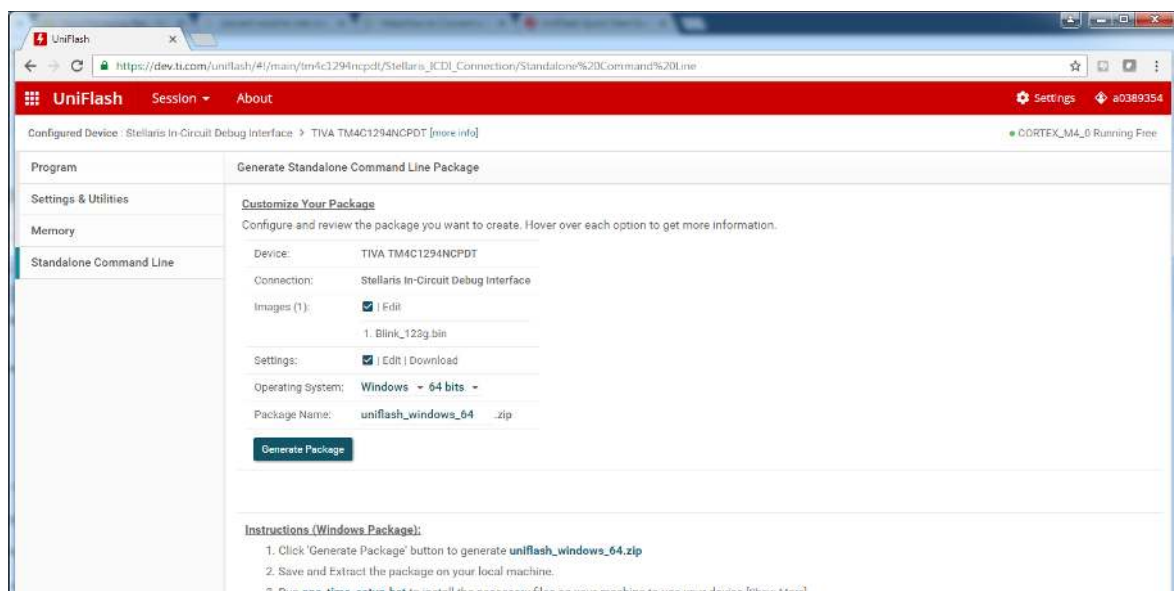 UniFlash
https://dev.ti.com/uniflash/#!/main/tm4c1294ncpdt/Stellaris_ICDI_Connection/Standalone%20Command%20Line
UniFlash Session About Settings a0389354
Configured Device : Stellaris In-Circuit Debug Interface > TIVA TM4C1294NCPDT [more info] CORTEX_M4_0 Running Free
Program
Settings & Utilities
Memory
Standalone Command Line
Generate Standalone Command Line Package
Customize Your Package
Configure and review the package you want to create. Hover over each option to get more information.
Device: TIVA TM4C1294NCPDT
Connection: Stellaris In-Circuit Debug Interface
Images (1): | Edit
1. Blink_123g.bin
Settings: | Edit | Download
Operating System: Windows 64 bits
Package Name: uniflash_windows_64 .zip
Generate Package
Instructions (Windows Package):
1. Click 'Generate Package' button to generate uniflash_windows_64.zip
2. Save and Extract the package on your local machine.